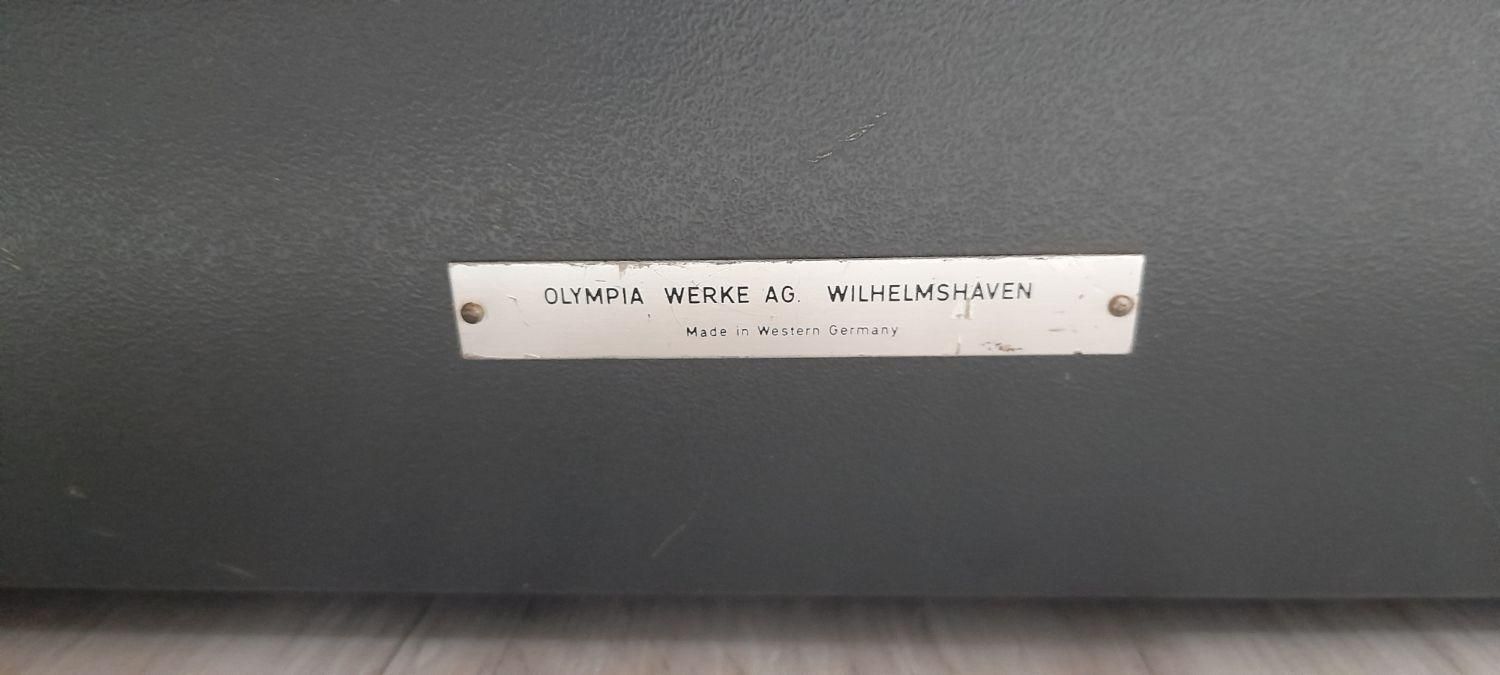 OLYMPIA WERKE AG. WILHELMSHAVEN
Made in Western Germany